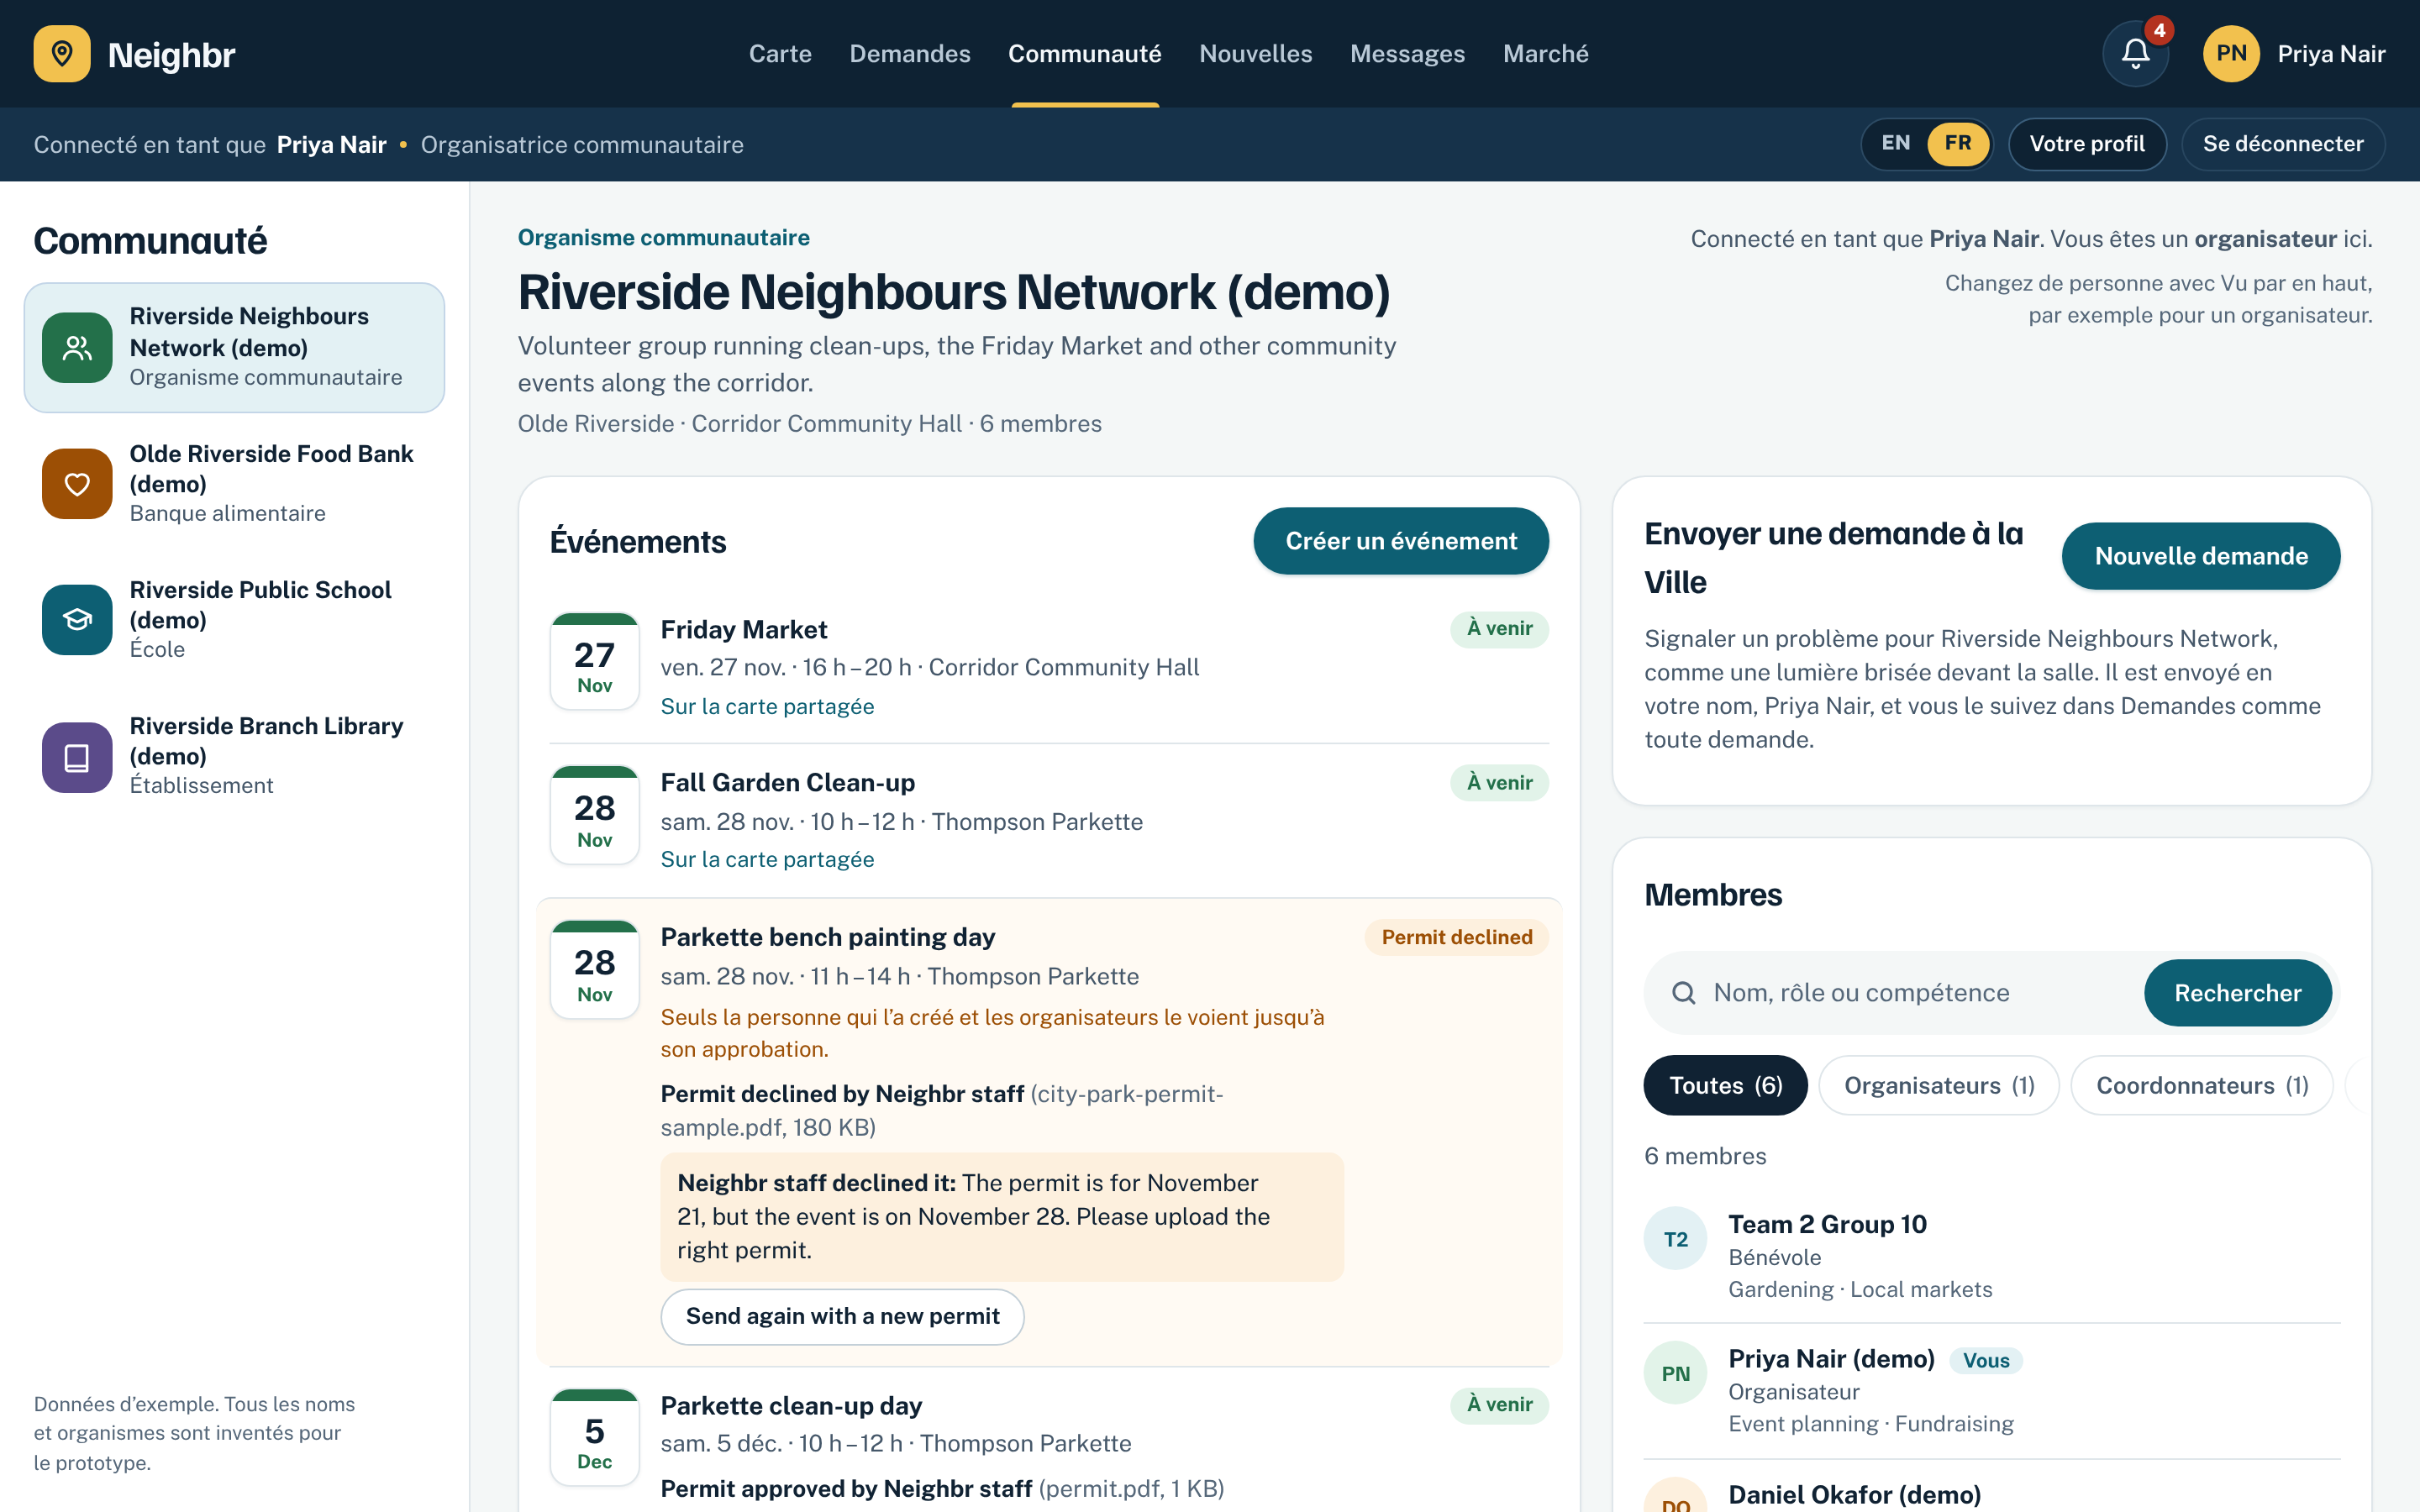 Neighbr
Carte
Demandes
Communauté
Nouvelles
Messages
Marché
4
PN
Priya Nair
Connecté en tant que Priya Nair • Organisatrice communautaire
EN
FR
Votre profil
Se déconnecter
Communauté
Riverside Neighbours
Network (demo)
Organisme communautaire
Olde Riverside Food Bank
(demo)
Banque alimentaire
Riverside Public School
(demo)
École
Riverside Branch Library
(demo)
Établissement
Données d’exemple. Tous les noms
et organismes sont inventés pour
le prototype.
Organisme communautaire
Riverside Neighbours Network (demo)
Volunteer group running clean-ups, the Friday Market and other community
events along the corridor.
Olde Riverside · Corridor Community Hall · 6 membres
Connecté en tant que Priya Nair. Vous êtes un organisateur ici.
Changez de personne avec Vu par en haut,
par exemple pour un organisateur.
Événements
Créer un événement
27
Nov
Friday Market
ven. 27 nov. · 16 h – 20 h · Corridor Community Hall
Sur la carte partagée
À venir
28
Nov
Fall Garden Clean-up
sam. 28 nov. · 10 h – 12 h · Thompson Parkette
Sur la carte partagée
À venir
28
Nov
Parkette bench painting day
sam. 28 nov. · 11 h – 14 h · Thompson Parkette
Seuls la personne qui l’a créé et les organisateurs le voient jusqu’à
son approbation.
Permit declined by Neighbr staff (city-park-permit-
sample.pdf, 180 KB)
Neighbr staff declined it: The permit is for November
21, but the event is on November 28. Please upload the
right permit.
Send again with a new permit
Permit declined
5
Dec
Parkette clean-up day
sam. 5 déc. · 10 h – 12 h · Thompson Parkette
Permit approved by Neighbr staff (permit.pdf, 1 KB)
À venir
Envoyer une demande à la
Ville
Nouvelle demande
Signaler un problème pour Riverside Neighbours Network,
comme une lumière brisée devant la salle. Il est envoyé en
votre nom, Priya Nair, et vous le suivez dans Demandes comme
toute demande.
Membres
Nom, rôle ou compétence
Rechercher
Toutes (6)
Organisateurs (1)
Coordonnateurs (1)
6 membres
T2
Team 2 Group 10
Bénévole
Gardening · Local markets
PN
Priya Nair (demo)
Vous
Organisateur
Event planning · Fundraising
DO
Daniel Okafor (demo)